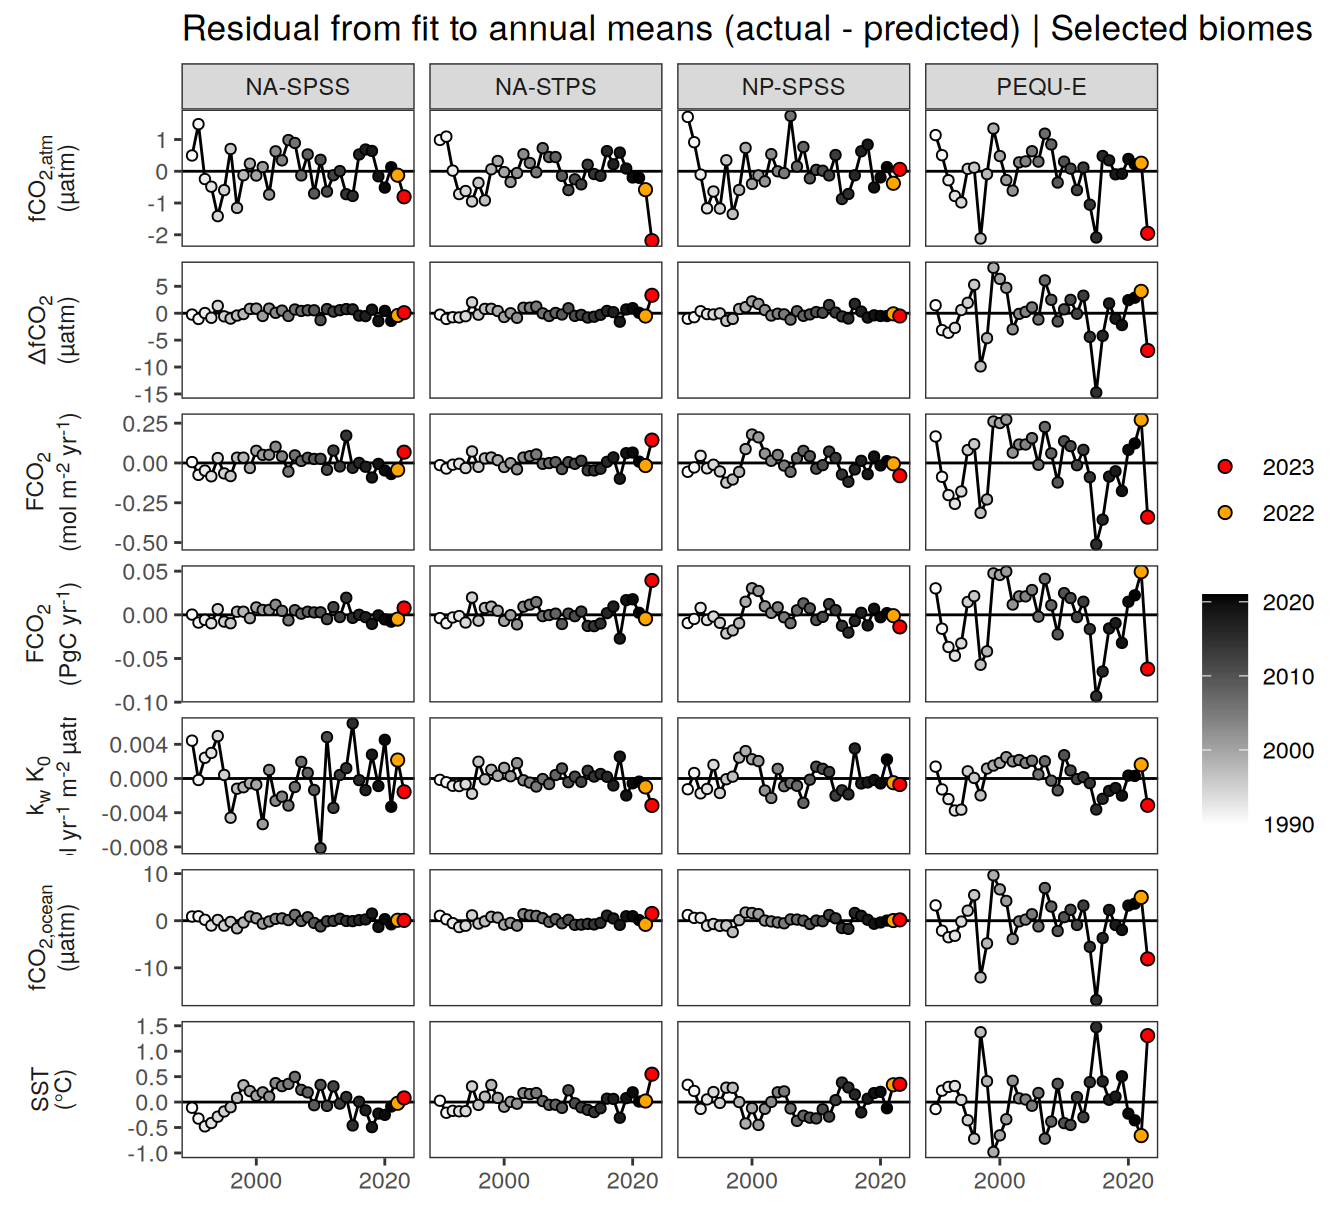 Residual from fit to annual means (actual - predicted) | Selected biomes
NA-SPSS
NA-STPS
NP-SPSS
PEQU-E
fCO2,atm
(µatm)
1
0
-1
-2
ΔfCO2
(µatm)
5
0
-5
-10
-15
FCO2
(mol m-2 yr-1)
0.25
0.00
-0.25
-0.50
FCO2
(PgC yr-1)
0.05
0.00
-0.05
-0.10
kw K0
yr-1 m-2 µatm
0.004
0.000
-0.004
-0.008
fCO2,ocean
(µatm)
10
0
-10
SST
(°C)
1.5
1.0
0.5
0.0
-0.5
-1.0
2000
2020
2000
2020
2000
2020
2000
2020
2023
2022
2020
2010
2000
1990